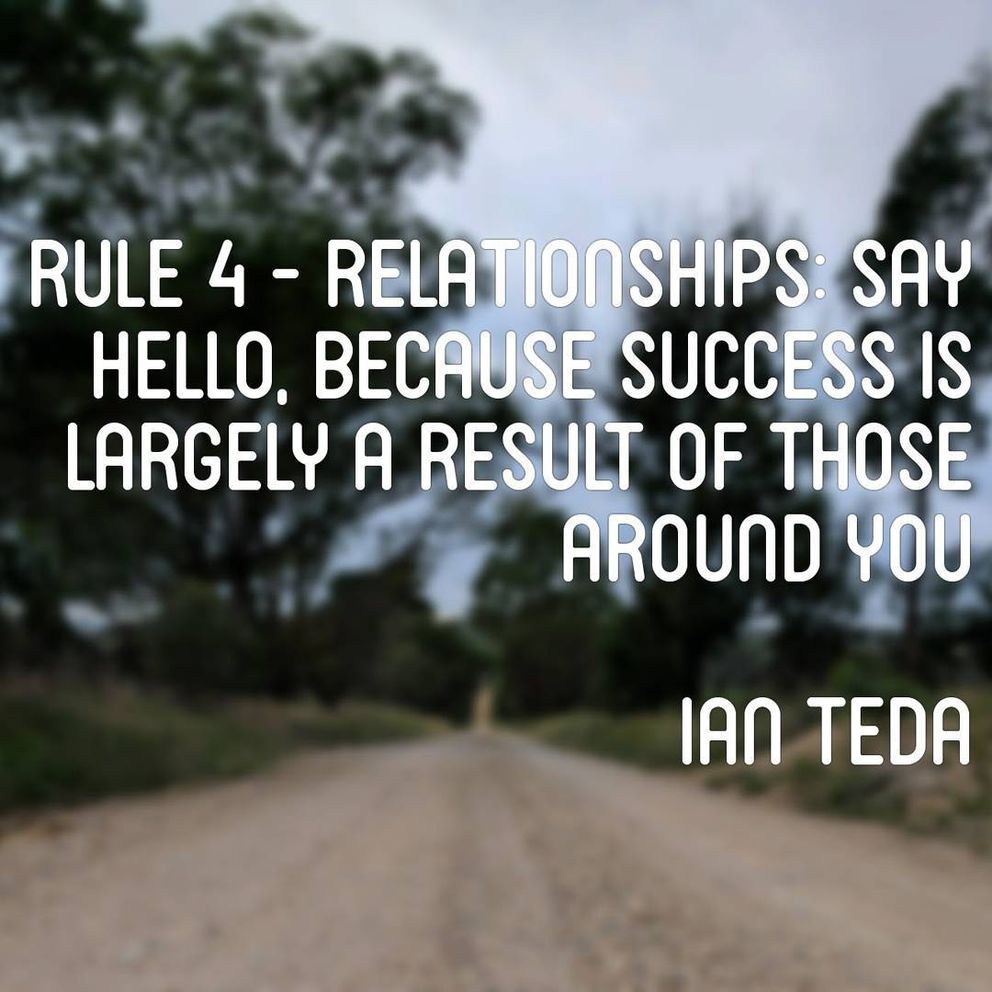 RULE 4 - RELATIONSHIPS: SAY
HELLO, BECAUSE SUCCESS IS
LARGELY A RESULT OF THOSE
AROUND YOU
IAN TEDA